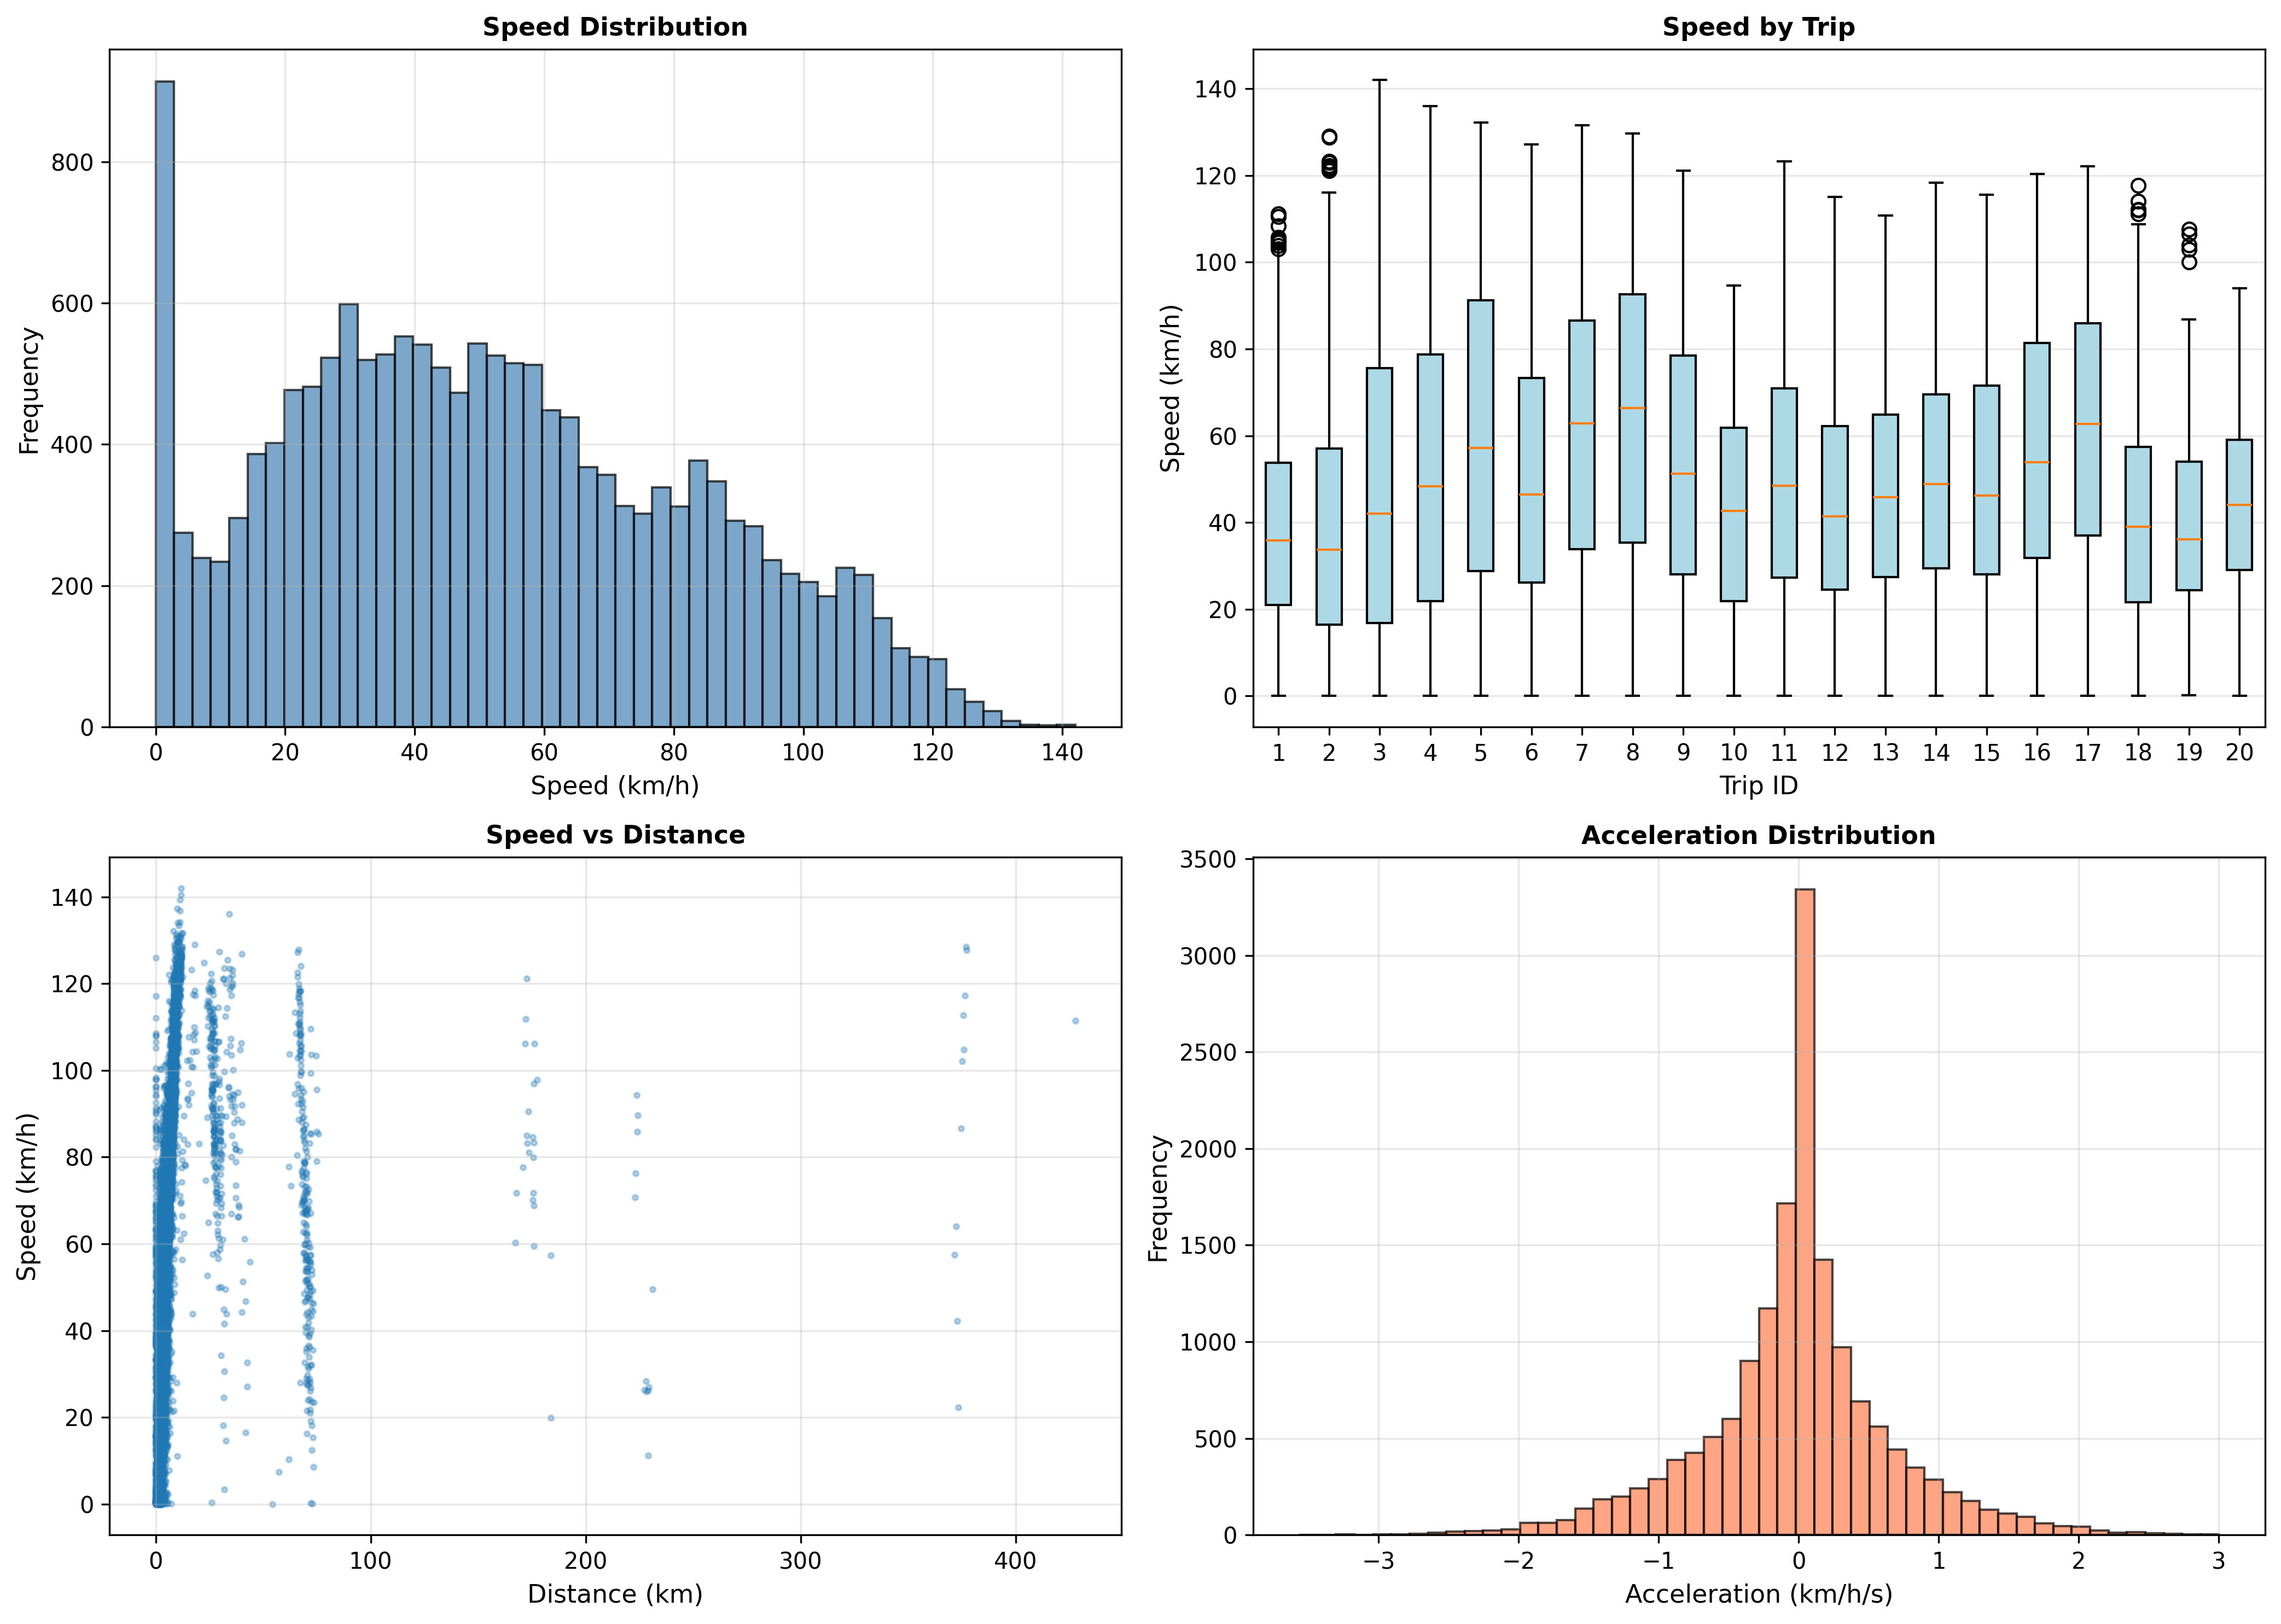 Speed Distribution
Frequency
800
600
400
200
0
0 20 40 60 80 100 120 140
Speed (km/h)
Speed by Trip
Speed (km/h)
140
120
100
80
60
40
20
0
1 2 3 4 5 6 7 8 9 10 11 12 13 14 15 16 17 18 19 20
Trip ID
Speed vs Distance
Speed (km/h)
140
120
100
80
60
40
20
0
0 100 200 300 400
Distance (km)
Acceleration Distribution
Frequency
3500
3000
2500
2000
1500
1000
500
0
−3 −2 −1 0 1 2 3
Acceleration (km/h/s)